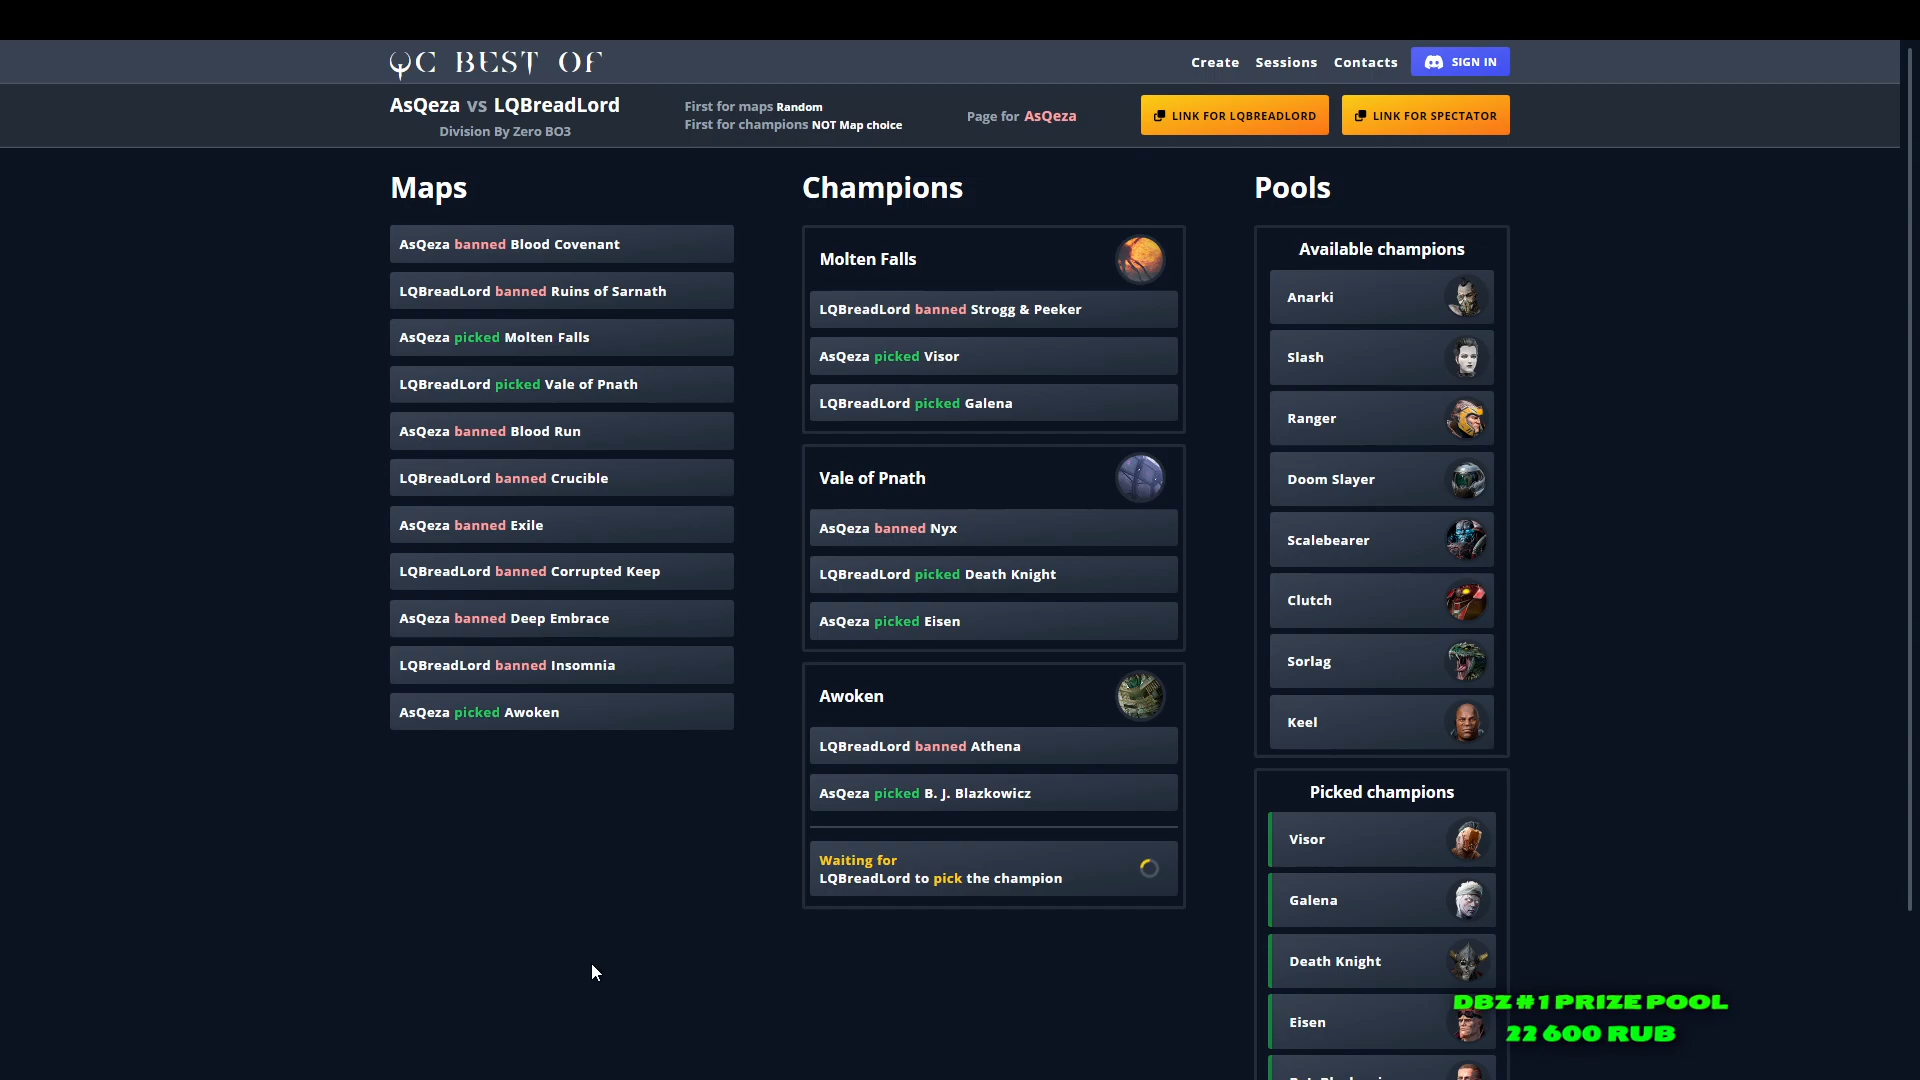 QC BEST OF
Create
Sessions
Contacts
SIGN IN
AsQeza vs LQBreadLord
Division By Zero BO3
First for maps Random
First for champions NOT Map choice
Page for AsQeza
LINK FOR LQBREADLORD
LINK FOR SPECTATOR
Maps
AsQeza banned Blood Covenant
LQBreadLord banned Ruins of Sarnath
AsQeza picked Molten Falls
LQBreadLord picked Vale of Pnath
AsQeza banned Blood Run
LQBreadLord banned Crucible
AsQeza banned Exile
LQBreadLord banned Corrupted Keep
AsQeza banned Deep Embrace
LQBreadLord banned Insomnia
AsQeza picked Awoken
Champions
Molten Falls
LQBreadLord banned Strogg & Peeker
AsQeza picked Visor
LQBreadLord picked Galena
Vale of Pnath
AsQeza banned Nyx
LQBreadLord picked Death Knight
AsQeza picked Eisen
Awoken
LQBreadLord banned Athena
AsQeza picked B. J. Blazkowicz
Waiting for
LQBreadLord to pick the champion
Pools
Available champions
Anarki
Slash
Ranger
Doom Slayer
Scalebearer
Clutch
Sorlag
Keel
Picked champions
Visor
Galena
Death Knight
Eisen
DBZ #1 PRIZE POOL
22 600 RUB